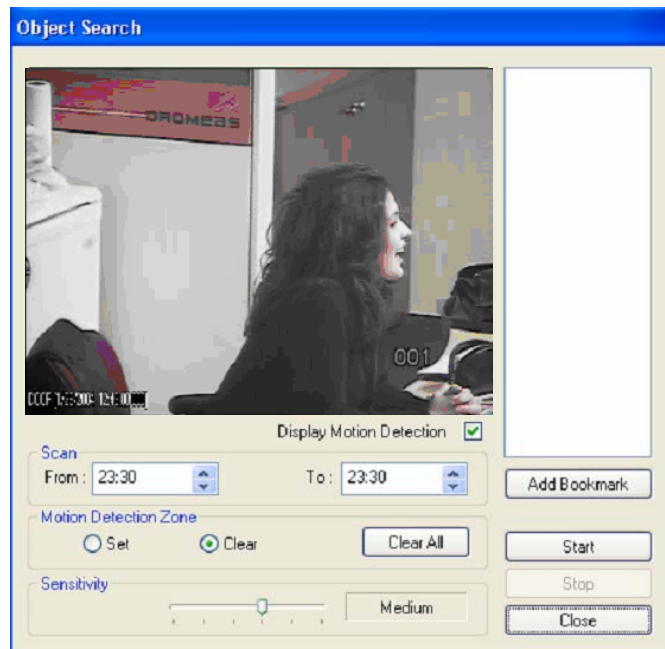 Object Search
DROMEAS
001
Display Motion Detection
Scan
From : 23:30 To : 23:30
Add Bookmark
Motion Detection Zone
Set Clear Clear All
Start
Sensitivity
Stop
Medium
Close